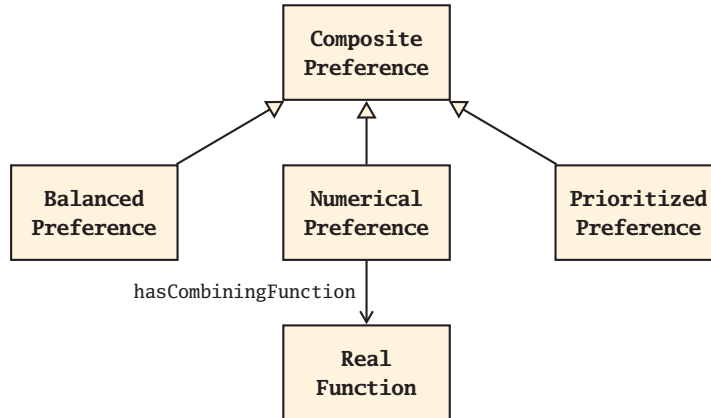 Composite
Preference
Balanced
Preference
Numerical
Preference
Prioritized
Preference
hasCombiningFunction
Real
Function